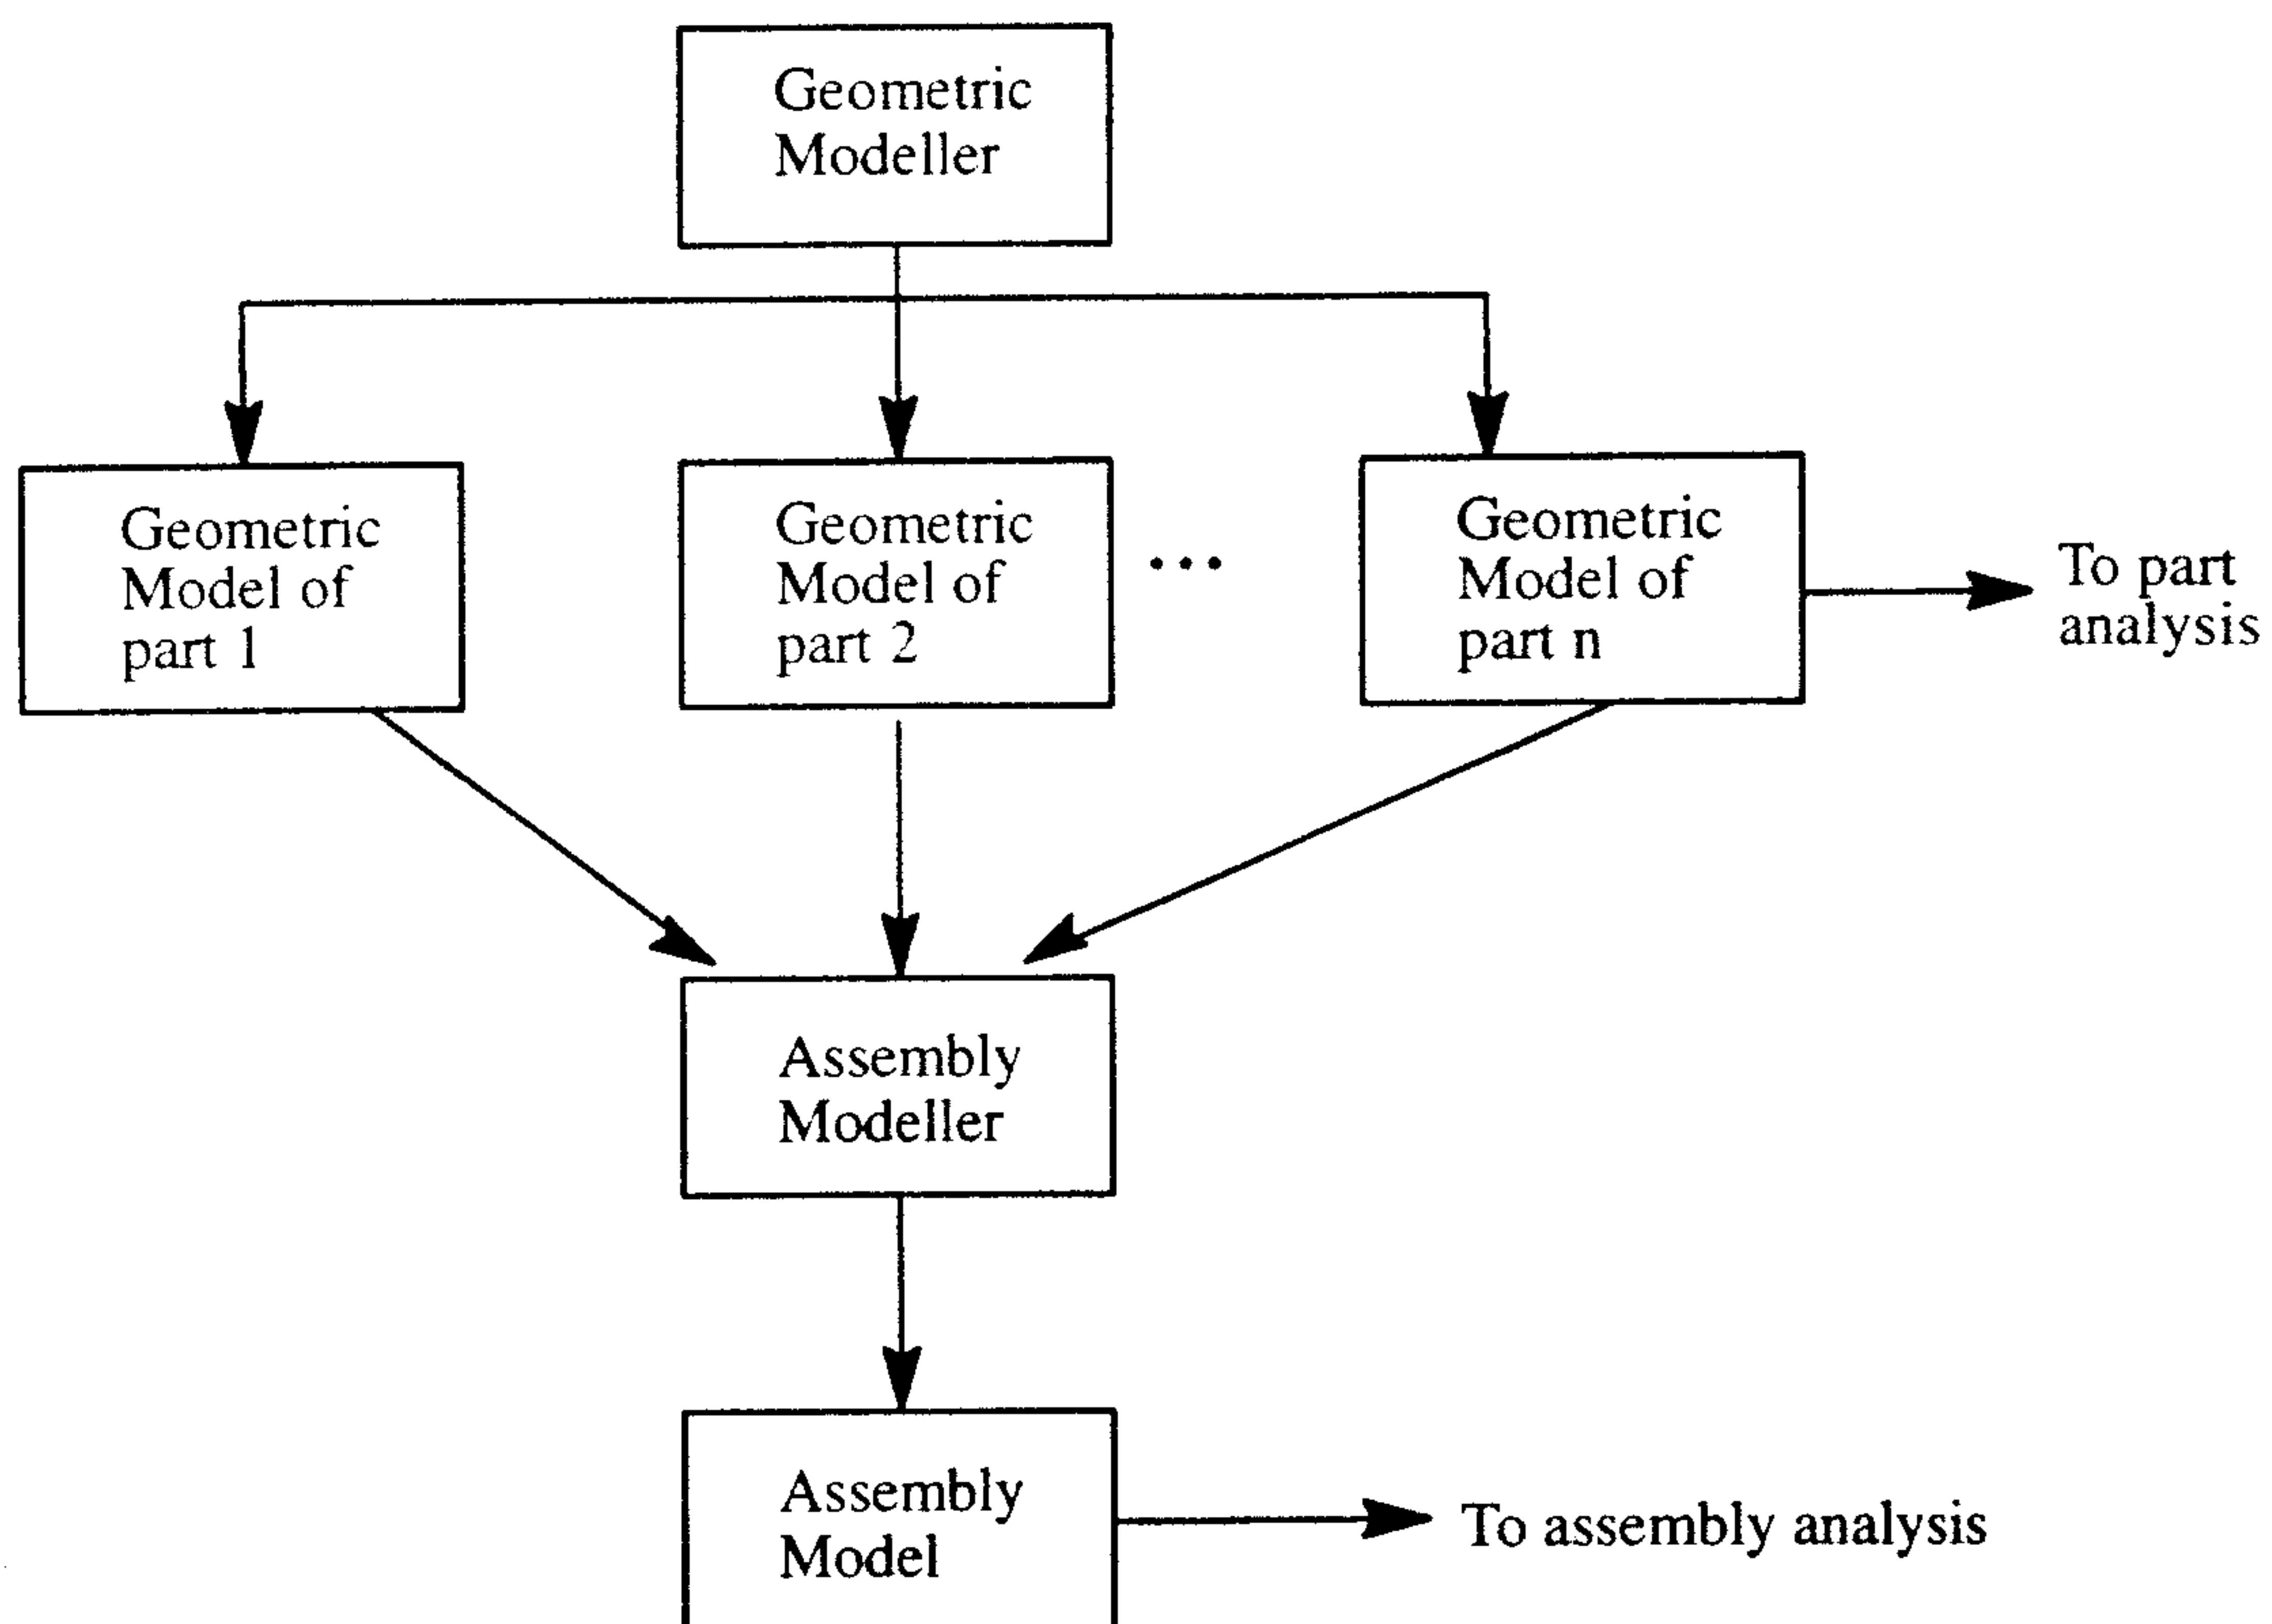 Geometric
Modeller
Geometric
Model of
part 1
Geometric
Model of
part 2
...
Geometric
Model of
part n
To part
analysis
Assembly
Modeller
Assembly
Model
To assembly analysis